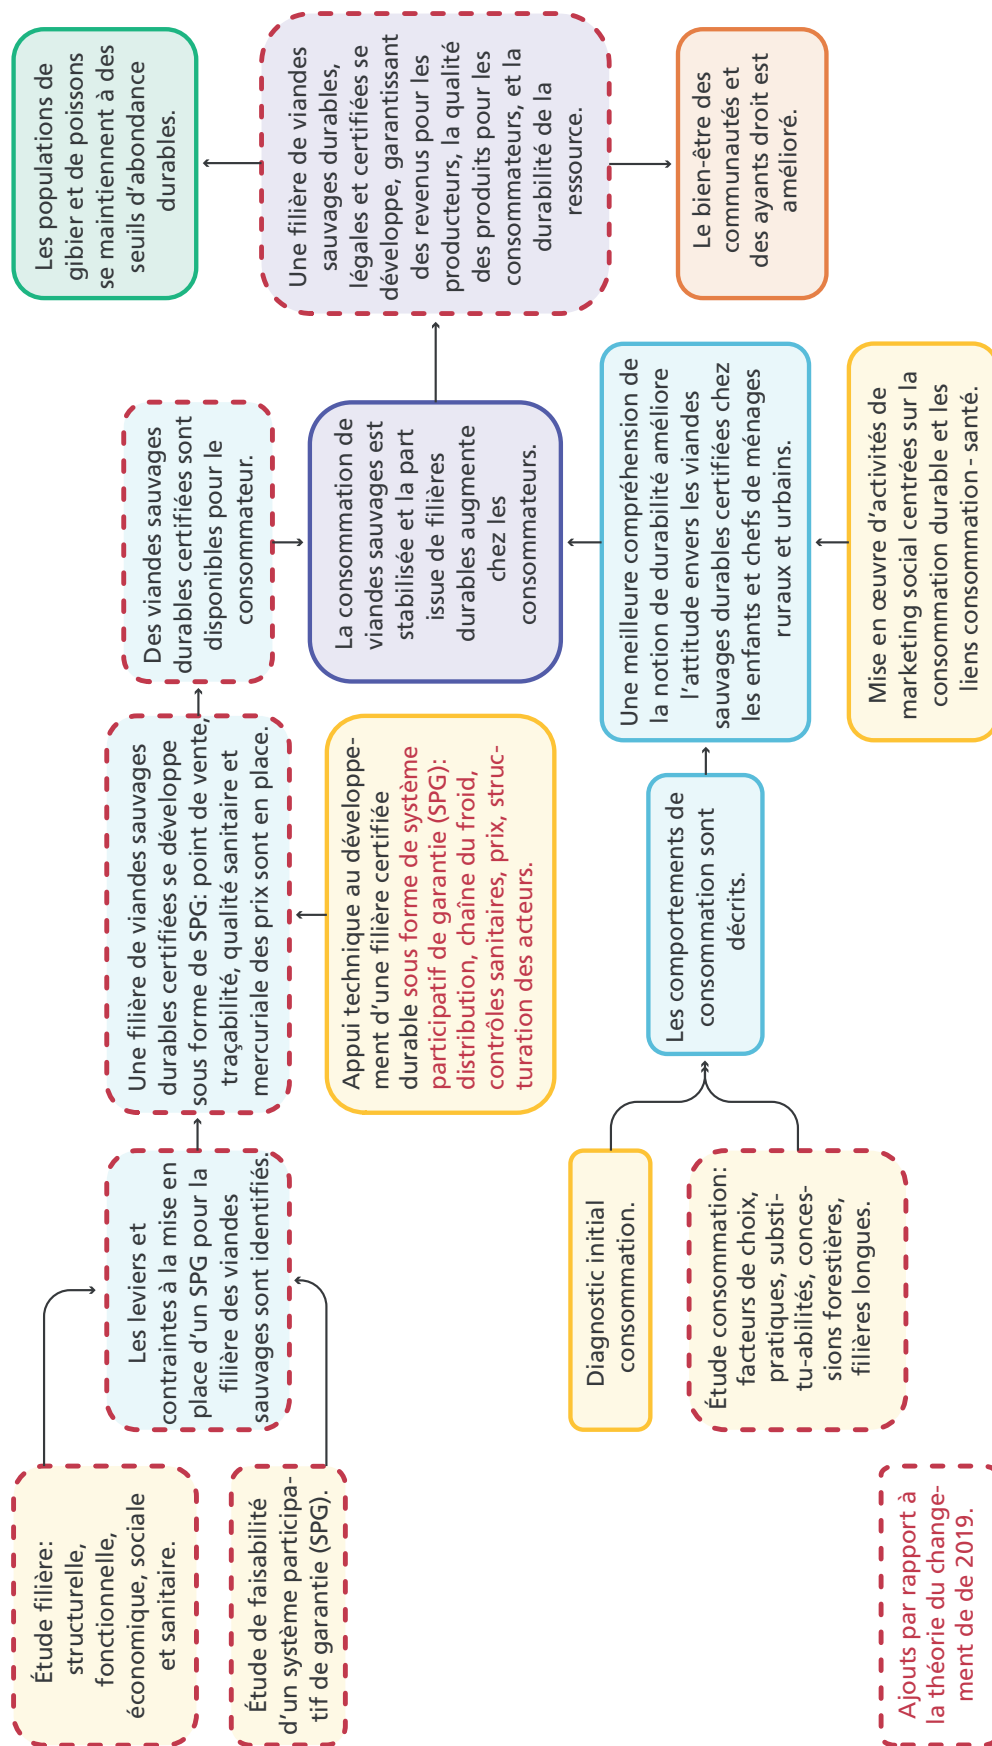 Étude filière:
structurelle,
fonctionnelle,
économique, sociale
et sanitaire.
Étude de faisabilité
d'un système participa-
tif de garantie (SPG).
Les leviers et
contraintes à la mise en
place d'un SPG pour la
filière des viandes
sauvages sont identifiés.
Une filière de viandes sauvages
durables certifiées se développe
sous forme de SPG: point de vente,
traçabilité, qualité sanitaire et
mercuriale des prix sont en place.
Appui technique au développe-
ment d'une filière certifiée
durable sous forme de système
participatif de garantie (SPG):
distribution, chaîne du froid,
contrôles sanitaires, prix, struc-
turation des acteurs.
Des viandes sauvages
durables certifiées sont
disponibles pour le
consommateur.
La consommation de
viandes sauvages est
stabilisée et la part
issue de filières
durables augmente
chez les
consommateurs.
Les populations de
gibier et de poissons
se maintiennent à des
seuils d'abondance
durables.
Une filière de viandes
sauvages durables,
légales et certifiées se
développe, garantissant
des revenus pour les
producteurs, la qualité
des produits pour les
consommateurs, et la
durabilité de la
ressource.
Le bien-être des
communautés et
des ayants droit est
amélioré.
Diagnostic initial
consommation.
Étude consommation:
facteurs de choix,
pratiques, substi-
tu-abilités, conces-
sions forestières,
filières longues.
Les comportements de
consommation sont
décrits.
Une meilleure compréhension de
la notion de durabilité améliore
l'attitude envers les viandes
sauvages durables certifiées chez
les enfants et chefs de ménages
ruraux et urbains.
Mise en œuvre d'activités de
marketing social centrées sur la
consommation durable et les
liens consommation - santé.
Ajouts par rapport à
la théorie du change-
ment de de 2019.